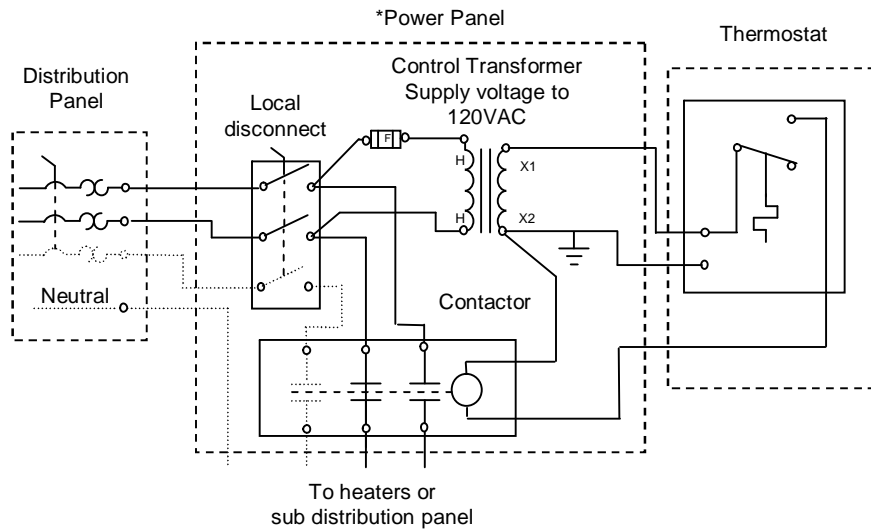 *Power Panel
Thermostat
Distribution
Panel
Local
disconnect
Control Transformer
Supply voltage to
120VAC
F
H
X1
H
X2
Neutral
Contactor
To heaters or
sub distribution panel